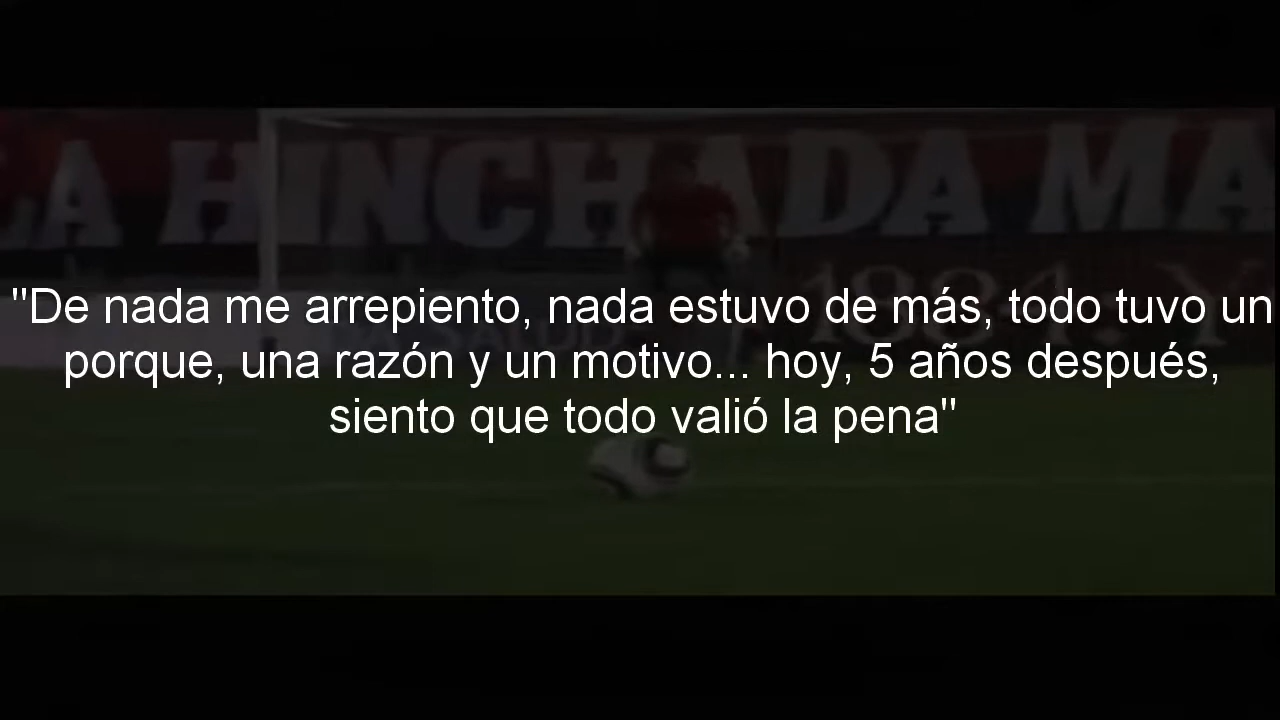 LA HINCHADA MA
"De nada me arrepiento, nada estuvo de más, todo tuvo un
porque, una razón y un motivo... hoy, 5 años después,
siento que todo valió la pena"